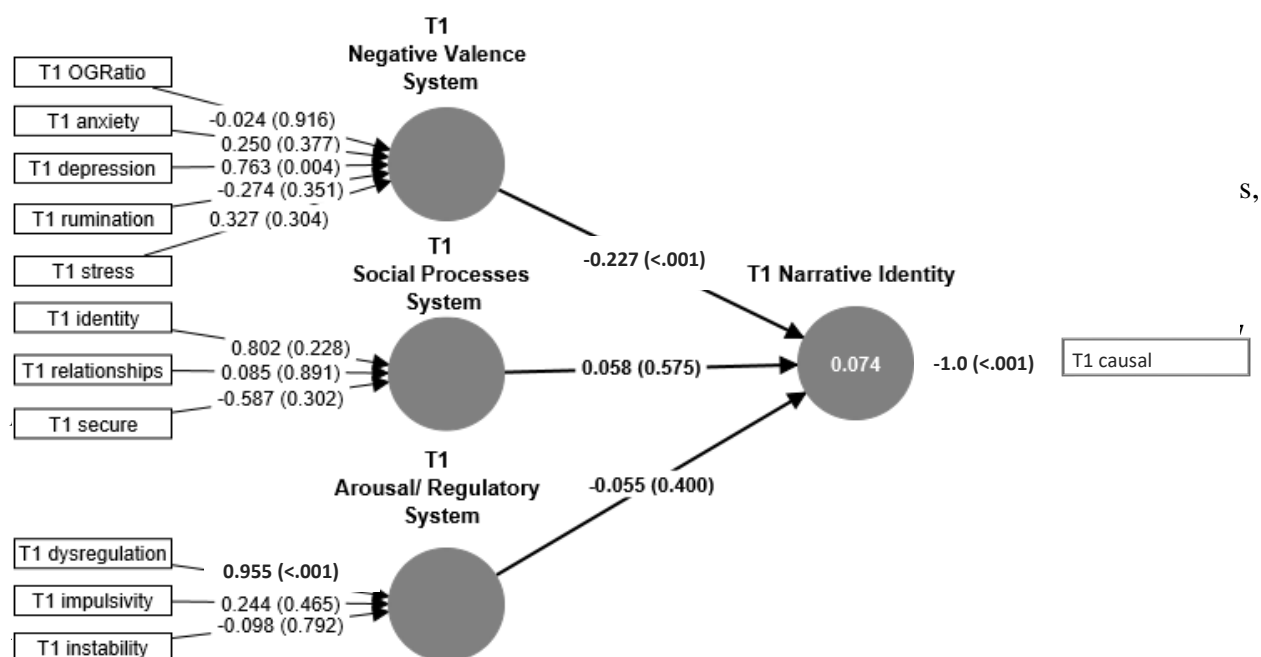 T1
Negative Valence
System
T1 OGRatio
T1 anxiety
T1 depression
T1 rumination
T1 stress
-0.024 (0.916)
0.250 (0.377)
0.763 (0.004)
-0.274 (0.351)
0.327 (0.304)
s,
-0.227 (<.001)
T1
Social Processes
System
T1 identity
T1 relationships
T1 secure
0.802 (0.228)
0.085 (0.891)
-0.587 (0.302)
0.058 (0.575)
T1 Narrative Identity
0.074
-1.0 (<.001)
T1 causal
T1
Arousal/ Regulatory
System
-0.055 (0.400)
T1 dysregulation
T1 impulsivity
T1 instability
0.955 (<.001)
0.244 (0.465)
-0.098 (0.792)